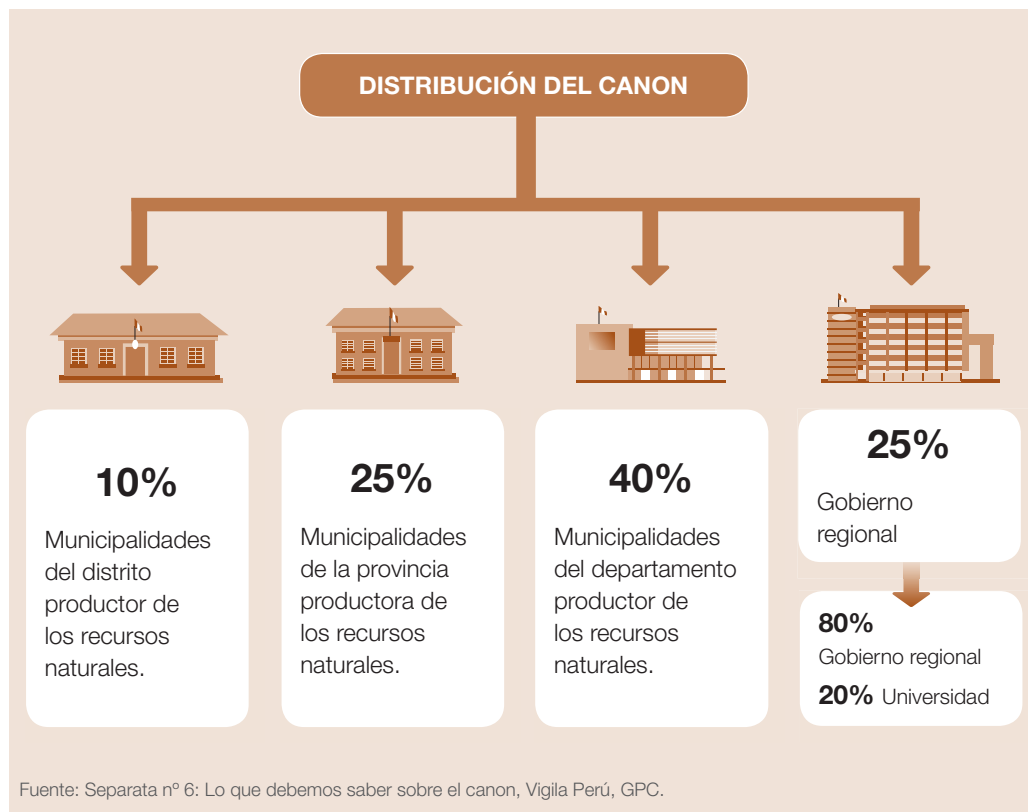 DISTRIBUCIÓN DEL CANON
10%
Municipalidades
del distrito
productor de
los recursos
naturales.
25%
Municipalidades
de la provincia
productora de
los recursos
naturales.
40%
Municipalidades
del departamento
productor de
los recursos
naturales.
25%
Gobierno
regional
80%
Gobierno regional
20% Universidad
Fuente: Separata nº 6: Lo que debemos saber sobre el canon, Vigila Perú, GPC.